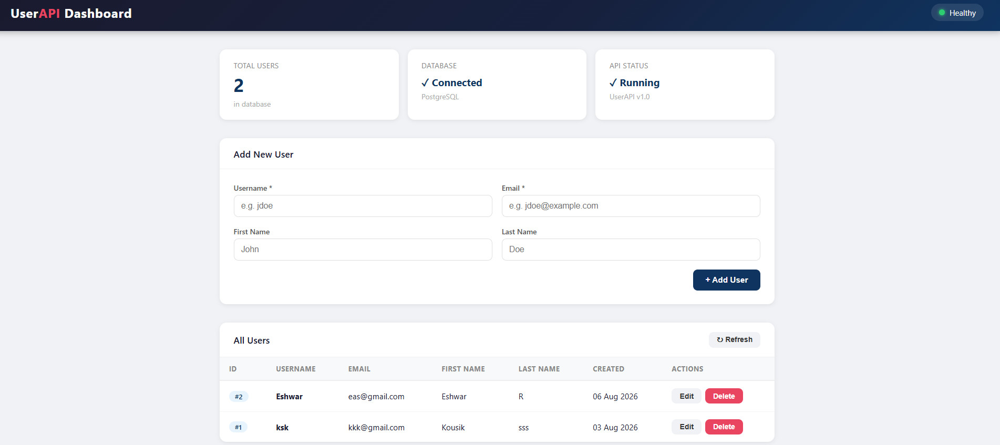 UserAPI Dashboard
Healthy
TOTAL USERS
2
in database
DATABASE
✓ Connected
PostgreSQL
API STATUS
✓ Running
UserAPI v1.0
Add New User
Username *
e.g. jdoe
Email *
e.g. jdoe@example.com
First Name
John
Last Name
Doe
+ Add User
All Users
↻ Refresh
ID USERNAME EMAIL FIRST NAME LAST NAME CREATED ACTIONS
#2 Eshwar eas@gmail.com Eshwar R 06 Aug 2026 Edit Delete
#1 ksk kkk@gmail.com Kousik sss 03 Aug 2026 Edit Delete